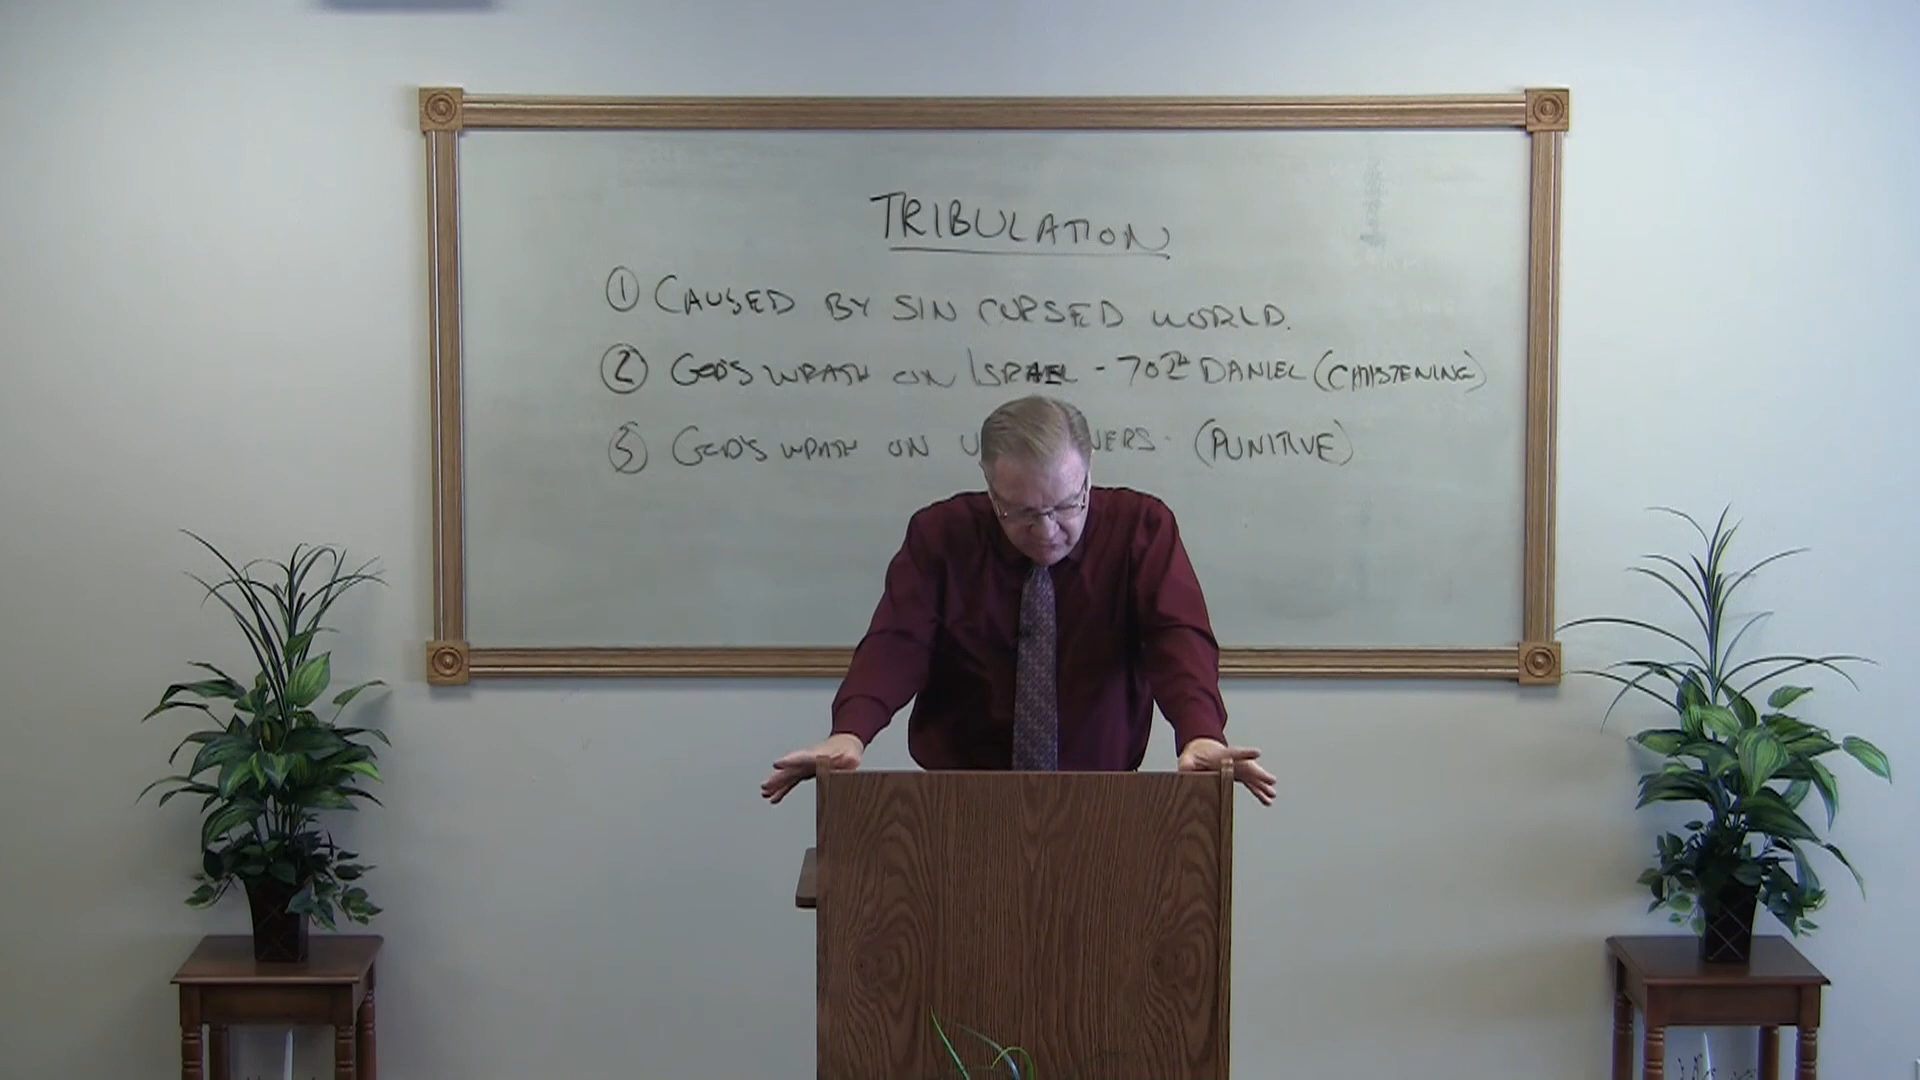 TRIBULATION
① CAUSED BY SIN CURSED WORLD.
② GOD'S WRATH ON ISRAEL - 70TH DANIEL (CHASTENING)
③ GOD'S WRATH ON U VERS. (PUNITIVE)